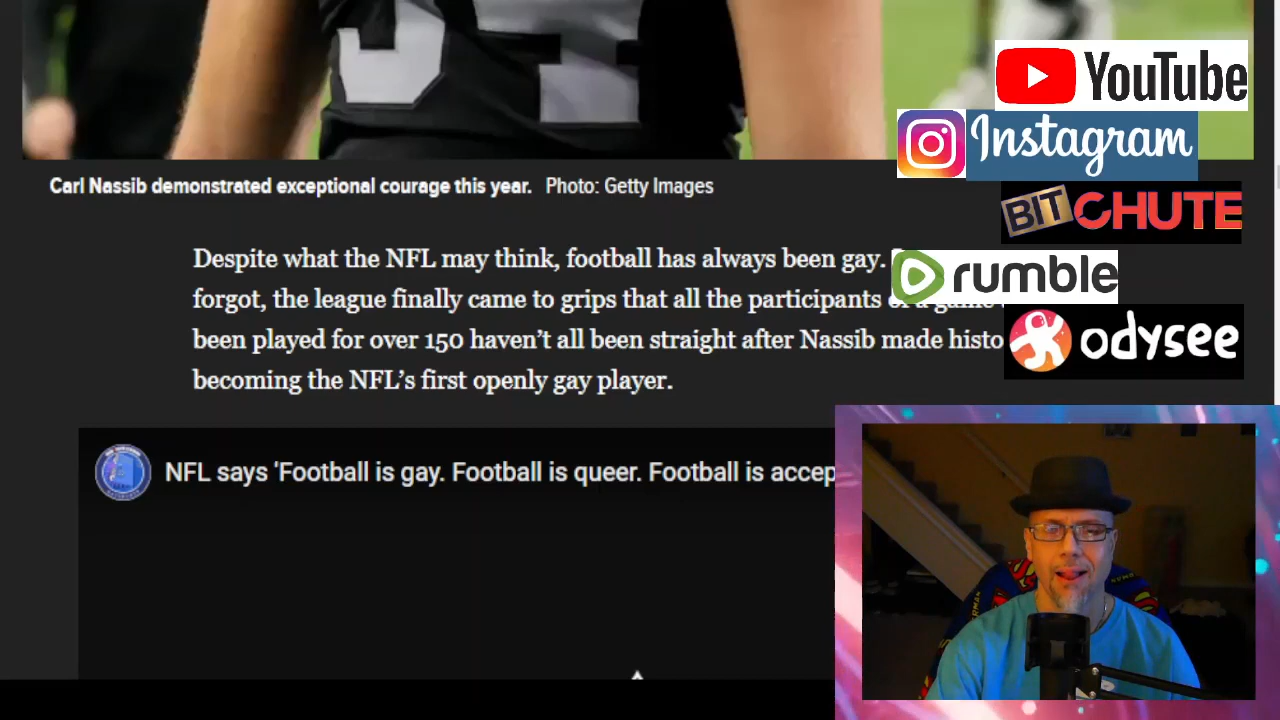 YouTube
Instagram
BITCHUTE
rumble
odysee
Carl Nassib demonstrated exceptional courage this year. Photo: Getty Images
Despite what the NFL may think, football has always been gay.
forgot, the league finally came to grips that all the participants of a game
been played for over 150 haven’t all been straight after Nassib made histo
becoming the NFL’s first openly gay player.
NFL says 'Football is gay. Football is queer. Football is accep